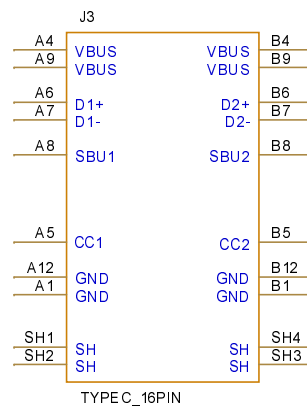 J3
A4 VBUS VBUS B4
A9 VBUS VBUS B9
A6 D1+ D2+ B6
A7 D1- D2- B7
A8 SBU1 SBU2 B8
A5 CC1 CC2 B5
A12 GND GND B12
A1 GND GND B1
SH1 SH SH SH4
SH2 SH SH SH3
TYPEC_16PIN